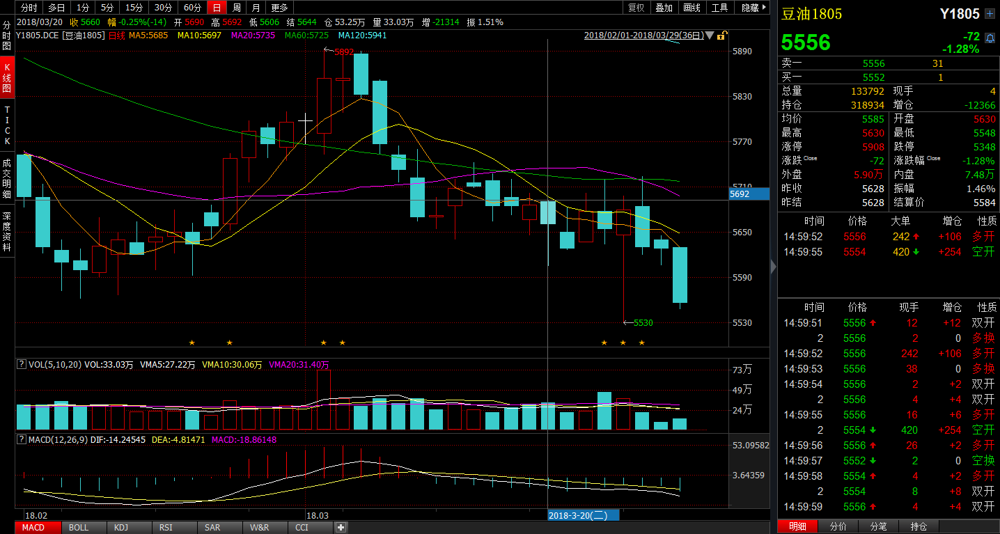 分时 多日 1分 5分 15分 30分 60分 日 周 月 更多 复权 叠加 画线 工具 隐藏
2018/03/20 收 5660 幅 -0.25%(-14) 开 5690 高 5692 低 5606 结 5644 仓 53.25万 量 33.03万 增 -21314 振 1.51%
Y1805.DCE [豆油1805] 日线 MA5:5685 MA10:5697 MA20:5735 MA60:5725 MA120:5941 2018/02/01-2018/03/29(36日)
分时图
K线图
TICK
成交明细
深度资料
5892
5890
5830
5770
5710
5692
5650
5590
5530
5530
? VOL(5,10,20) VOL:33.03万 VMA5:27.22万 VMA10:30.06万 VMA20:31.40万
73万
49万
24万
? MACD(12,26,9) DIF:-14.24545 DEA:-4.81471 MACD:-18.86148
53.09582
3.64359
18.02 18.03 2018-3-20(二)
MACD BOLL KDJ RSI SAR W&R CCI
豆油1805 Y1805
5556 -72
-1.28%
卖一 5556 31
买一 5552 1
总量 133792 现手 4
持仓 318934 增仓 -12366
均价 5585 开盘 5630
最高 5630 最低 5548
涨停 5908 跌停 5348
涨跌Close -72 涨跌幅Close -1.28%
外盘 5.90万 内盘 7.48万
昨收 5628 振幅 1.46%
昨结 5628 结算价 5584
时间 价格 大单 增仓 性质
14:59:52 5556 242 +106 多开
14:59:55 5554 420 +254 空开
时间 价格 现手 增仓 性质
14:59:51 5556 12 +12 双开
2 5556 2 0 多换
14:59:52 5556 242 +106 多开
14:59:53 5556 38 0 多换
14:59:54 5556 2 +2 双开
2 5556 4 +4 双开
14:59:55 5556 16 +6 多开
2 5554 420 +254 空开
14:59:56 5556 26 +2 多开
14:59:57 5552 2 0 空换
14:59:58 5554 4 +2 多开
2 5554 8 +8 双开
14:59:59 5556 4 +4 双开
明细 分价 分笔 持仓